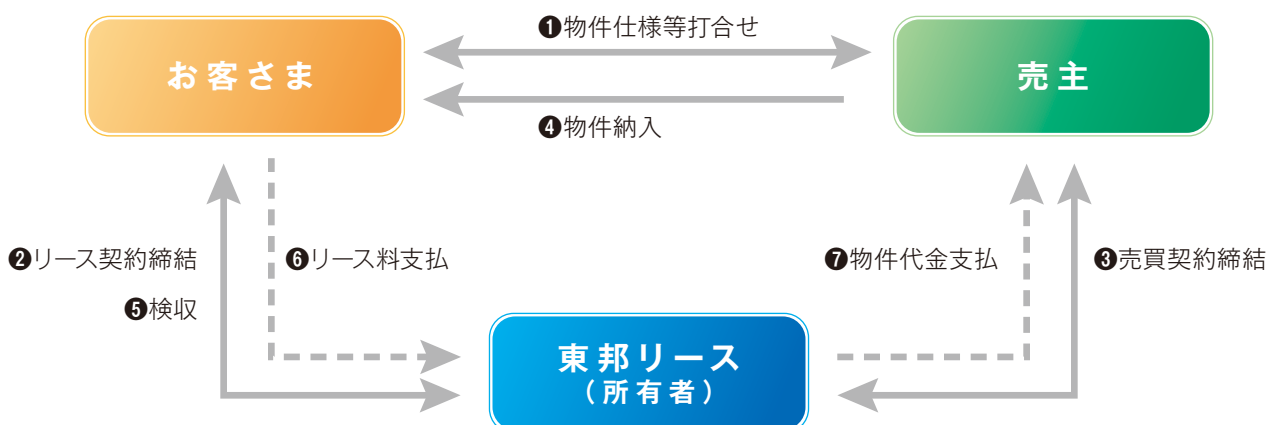 ❶物件仕様等打合せ
お客さま
売主
❹物件納入
❷リース契約締結
❺検収
❻リース料支払
❼物件代金支払
❸売買契約締結
東邦リース
(所有者)